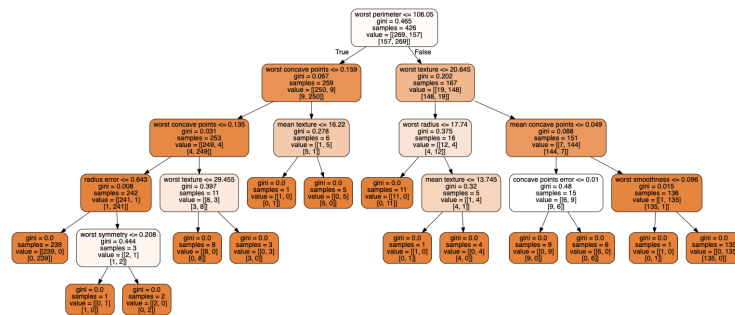 worst perimeter <= 106.05
gini = 0.465
samples = 426
value = [[269, 157]
[157, 269]]
True
False
worst concave points <= 0.159
gini = 0.067
samples = 259
value = [[250, 9]
[9, 250]]
worst texture <= 20.645
gini = 0.202
samples = 167
value = [[19, 148]
[148, 19]]
worst concave points <= 0.135
gini = 0.031
samples = 253
value = [[249, 4]
[4, 249]]
mean texture <= 16.22
gini = 0.278
samples = 6
value = [[1, 5]
[5, 1]]
worst radius <= 17.74
gini = 0.375
samples = 16
value = [[12, 4]
[4, 12]]
mean concave points <= 0.049
gini = 0.088
samples = 151
value = [[7, 144]
[144, 7]]
radius error <= 0.643
gini = 0.008
samples = 242
value = [[241, 1]
[1, 241]]
worst texture <= 29.455
gini = 0.397
samples = 11
value = [[8, 3]
[3, 8]]
gini = 0.0
samples = 1
value = [[1, 0]
[0, 1]]
gini = 0.0
samples = 5
value = [[0, 5]
[5, 0]]
gini = 0.0
samples = 11
value = [[11, 0]
[0, 11]]
mean texture <= 13.745
gini = 0.32
samples = 5
value = [[1, 4]
[4, 1]]
concave points error <= 0.01
gini = 0.48
samples = 15
value = [[6, 9]
[9, 6]]
worst smoothness <= 0.096
gini = 0.015
samples = 136
value = [[1, 135]
[135, 1]]
gini = 0.0
samples = 239
value = [[239, 0]
[0, 239]]
worst symmetry <= 0.208
gini = 0.444
samples = 3
value = [[2, 1]
[1, 2]]
gini = 0.0
samples = 8
value = [[8, 0]
[0, 8]]
gini = 0.0
samples = 3
value = [[0, 3]
[3, 0]]
gini = 0.0
samples = 1
value = [[1, 0]
[0, 1]]
gini = 0.0
samples = 4
value = [[0, 4]
[4, 0]]
gini = 0.0
samples = 9
value = [[0, 9]
[9, 0]]
gini = 0.0
samples = 6
value = [[6, 0]
[0, 6]]
gini = 0.0
samples = 1
value = [[1, 0]
[0, 1]]
gini = 0.0
samples = 135
value = [[0, 135]
[135, 0]]
gini = 0.0
samples = 1
value = [[0, 1]
[1, 0]]
gini = 0.0
samples = 2
value = [[2, 0]
[0, 2]]